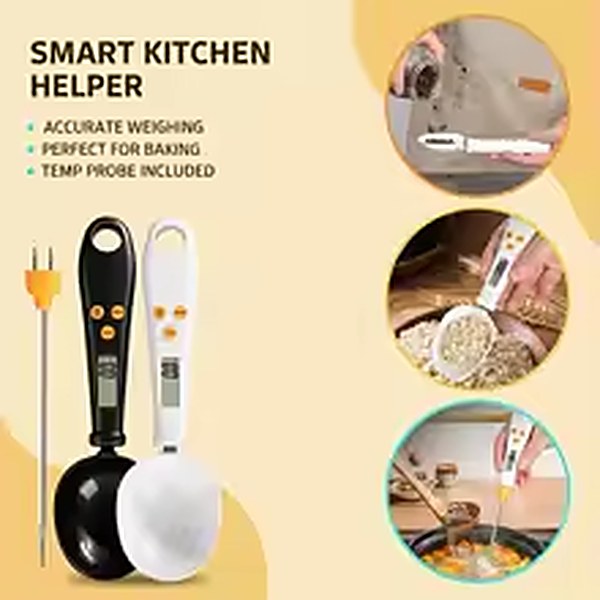 SMART KITCHEN
HELPER
ACCURATE WEIGHING
PERFECT FOR BAKING
TEMP PROBE INCLUDED